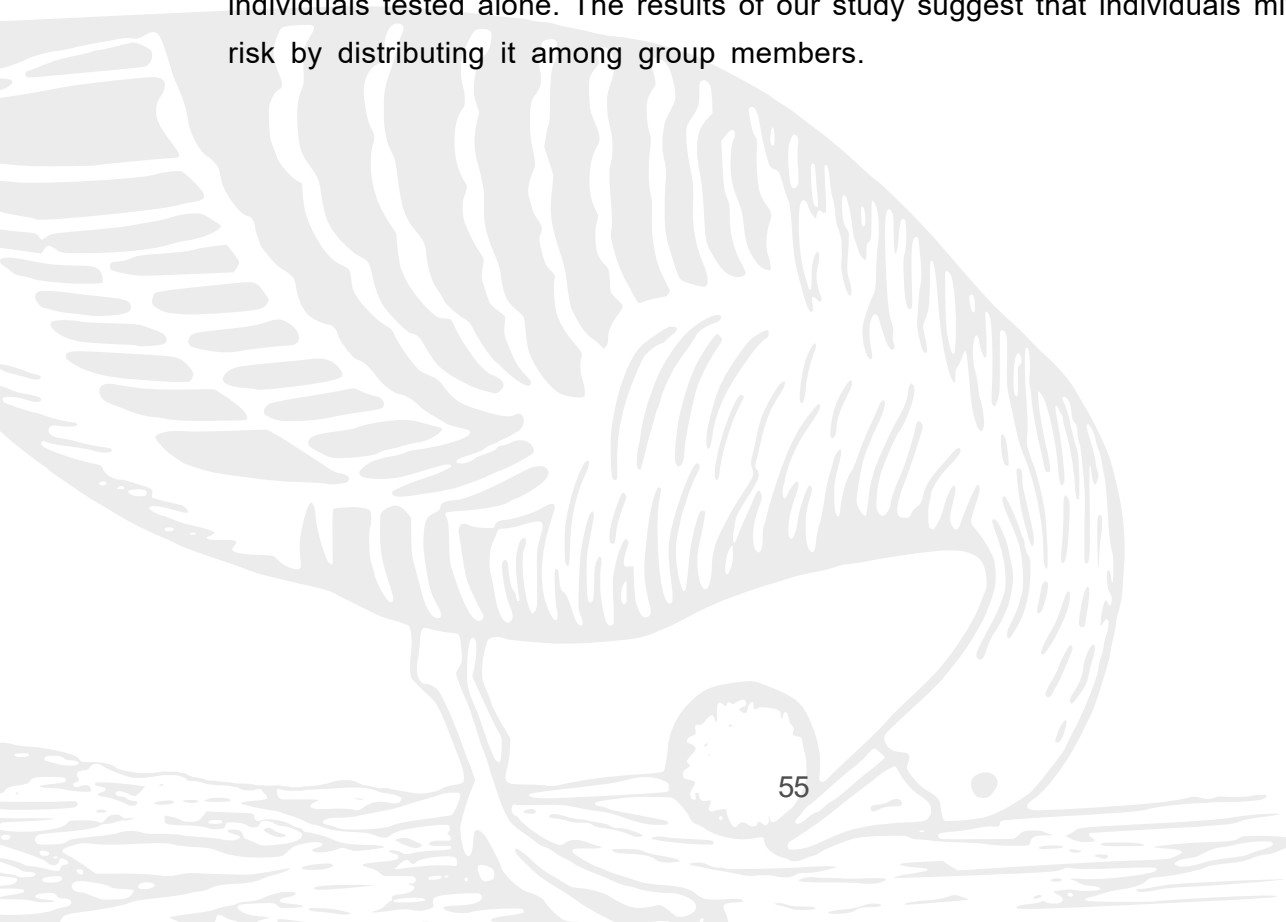 individuals tested alone. The results of our study suggest that individuals
risk by distributing it among group members.
55